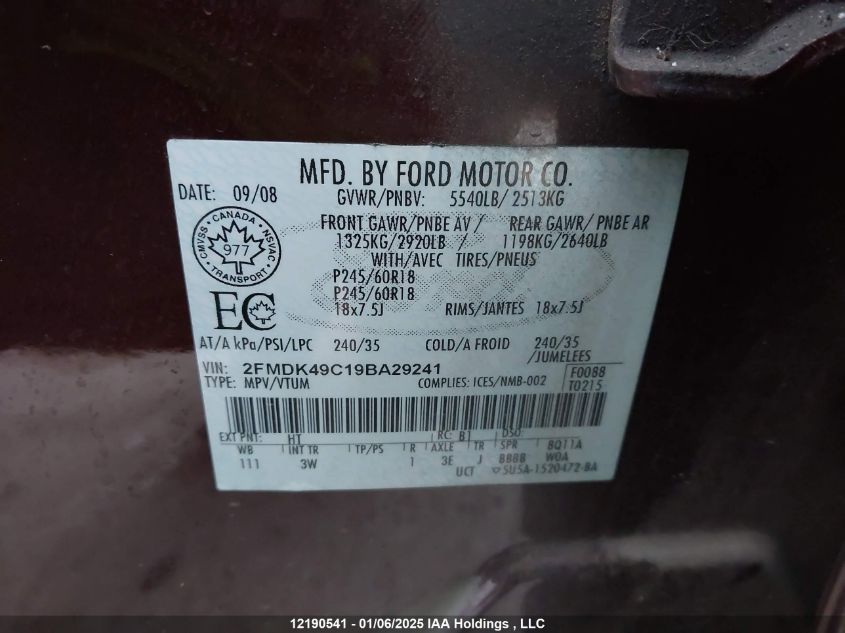 MFD. BY FORD MOTOR CO.
DATE: 09/08 GVWR/PNBV: 5540LB/ 2513KG
FRONT GAWR/PNBE AV / REAR GAWR/ PNBE AR
1325KG/2920LB / 1198KG/2640LB
WITH/AVEC TIRES/PNEUS
CANADA
CMVSS NSVAC
977
TRANSPORT
P245/60R18
P245/60R18
EC
18x7.5J RIMS/JANTES 18x7.5J
AT/A kPa/PSI/LPC 240/35 COLD/A FROID 240/35
/JUMELEES
VIN: 2FMDK49C19BA29241 F0088
TYPE: MPV/VTUM COMPLIES: ICES/NMB-002 T0215
EXT PNT: HT RC: B1 DSO:
WB INT TR TP/PS R AXLE TR SPR BQ11A
111 3W 1 3E J BBBB WOA
UCT 5U5A-1520472-BA
12190541 - 01/06/2025 IAA Holdings , LLC